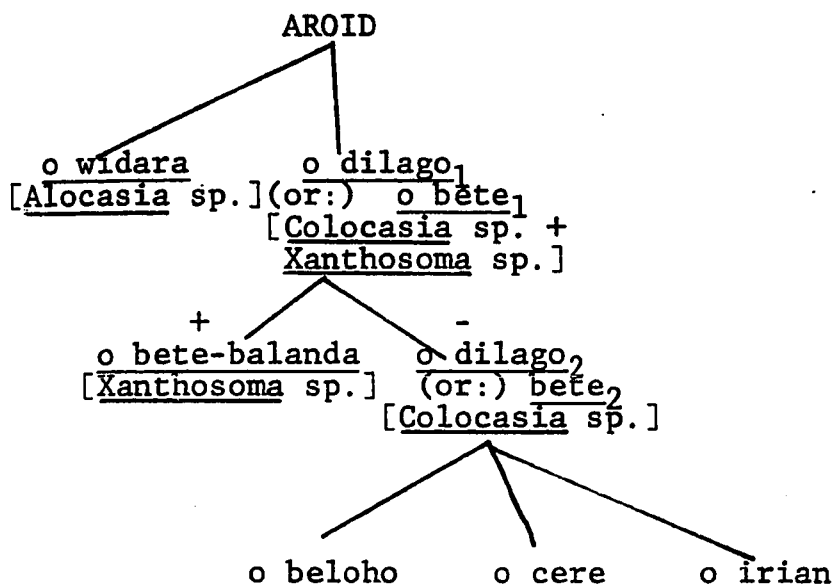 AROID
o widara o dilago1
[Alocasia sp.](or:) o bete1
[Colocasia sp. +
Xanthosoma sp.]
+ -
o bete-balanda o dilago2
[Xanthosoma sp.] (or:) bete2
[Colocasia sp.]
o beloho o cere o irian